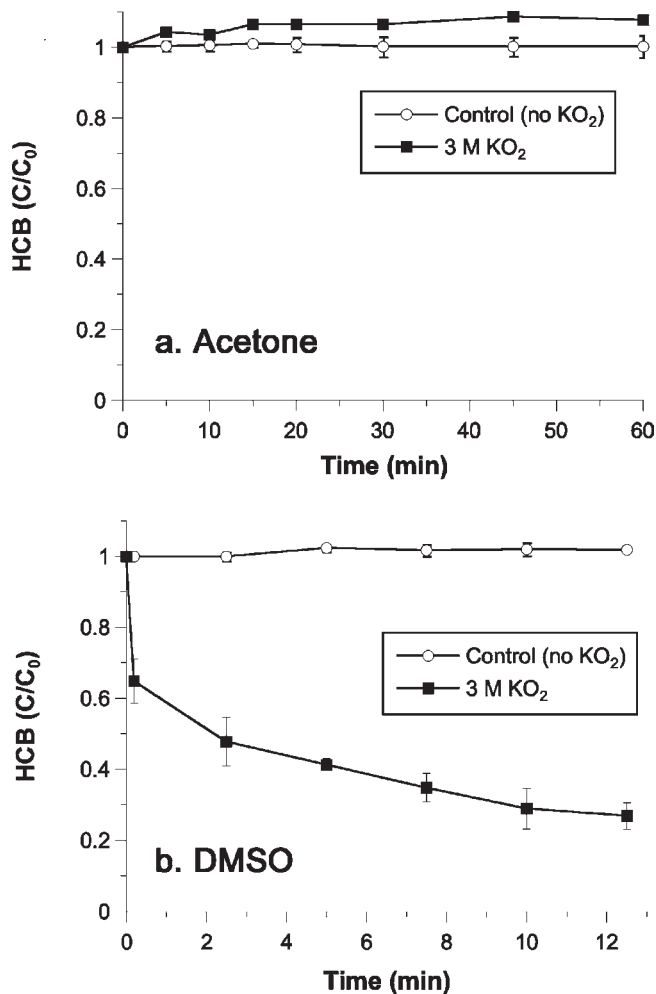 HCB (C/C₀)
1
0.8
0.6
0.4
0.2
0
Control (no KO₂)
3 M KO₂
a. Acetone
0 10 20 30 40 50 60
Time (min)
HCB (C/C₀)
1
0.8
0.6
0.4
0.2
0
Control (no KO₂)
3 M KO₂
b. DMSO
0 2 4 6 8 10 12
Time (min)